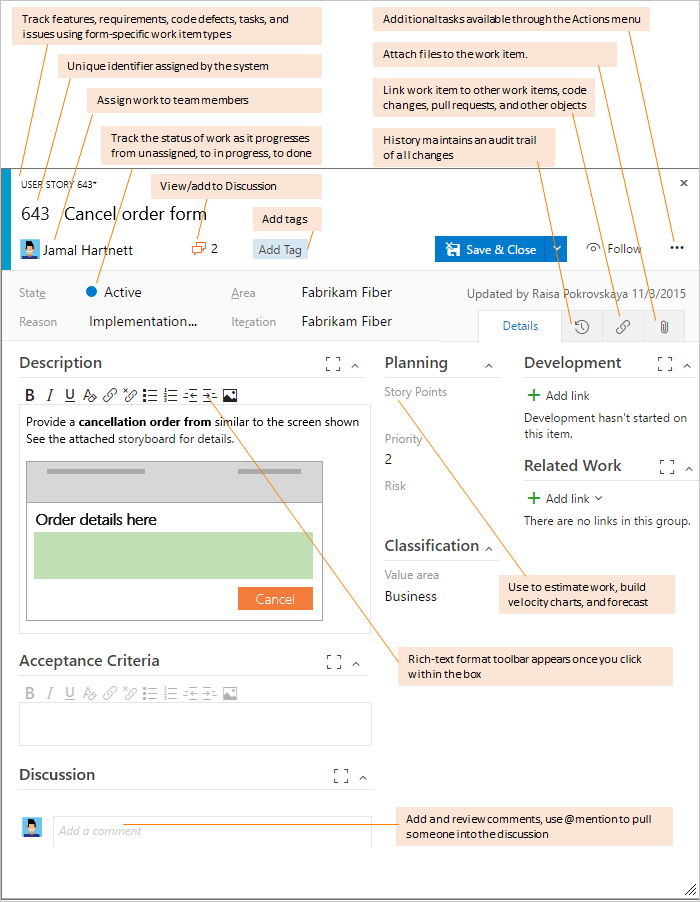 Track features, requirements, code defects, tasks, and
issues using form-specific work item types
Additional tasks available through the Actions menu
Unique identifier assigned by the system
Attach files to the work item.
Assign work to team members
Link work item to other work items, code
changes, pull requests, and other objects
Track the status of work as it progresses
from unassigned, to in progress, to done
History maintains an audit trail
of all changes
USER STORY 643*
View/add to Discussion
643 Cancel order form
Add tags
Jamal Hartnett
2
Add Tag
Save & Close
Follow
State
Active
Area
Fabrikam Fiber
Updated by Raisa Pokrovskaya 11/3/2015
Reason
Implementation...
Iteration
Fabrikam Fiber
Details
Description
Planning
Development
B I U
Story Points
Add link
Provide a cancellation order from similar to the screen shown
See the attached storyboard for details.
Development hasn't started on
this item.
Priority
2
Related Work
Risk
Add link
Order details here
There are no links in this group.
Classification
Value area
Business
Use to estimate work, build
velocity charts, and forecast
Cancel
Acceptance Criteria
Rich-text format toolbar appears once you click
within the box
B I U
Discussion
Add a comment
Add and review comments, use @mention to pull
someone into the discussion